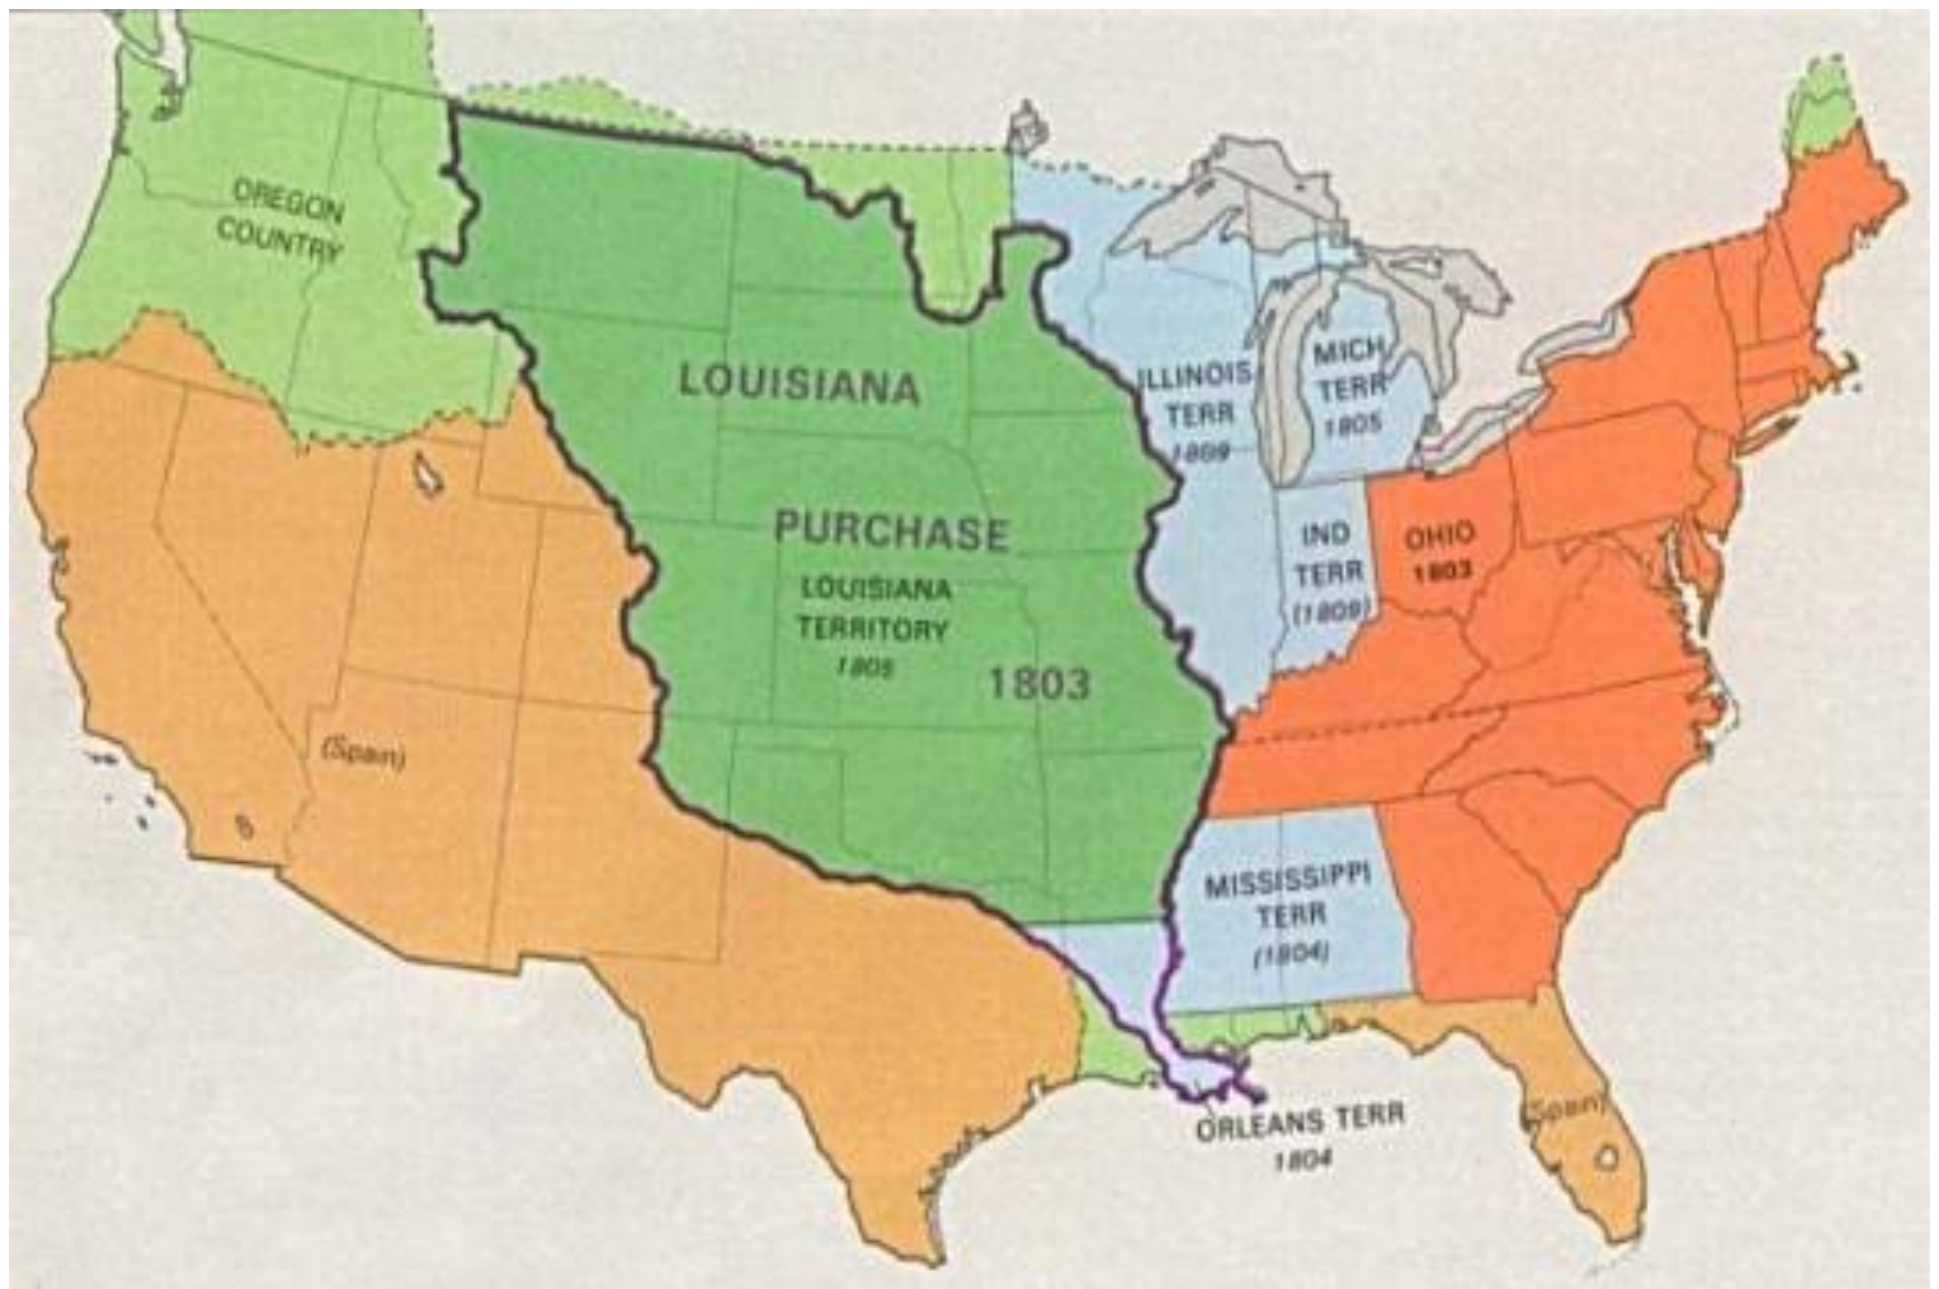 OREGON
COUNTRY
LOUISIANA
PURCHASE
LOUISIANA
TERRITORY
1805
1803
ILLINOIS
TERR
1809
MICH
TERR
1805
IND
TERR
(1809)
OHIO
1803
(Spain)
MISSISSIPPI
TERR
(1804)
ORLEANS TERR
1804
(Spain)